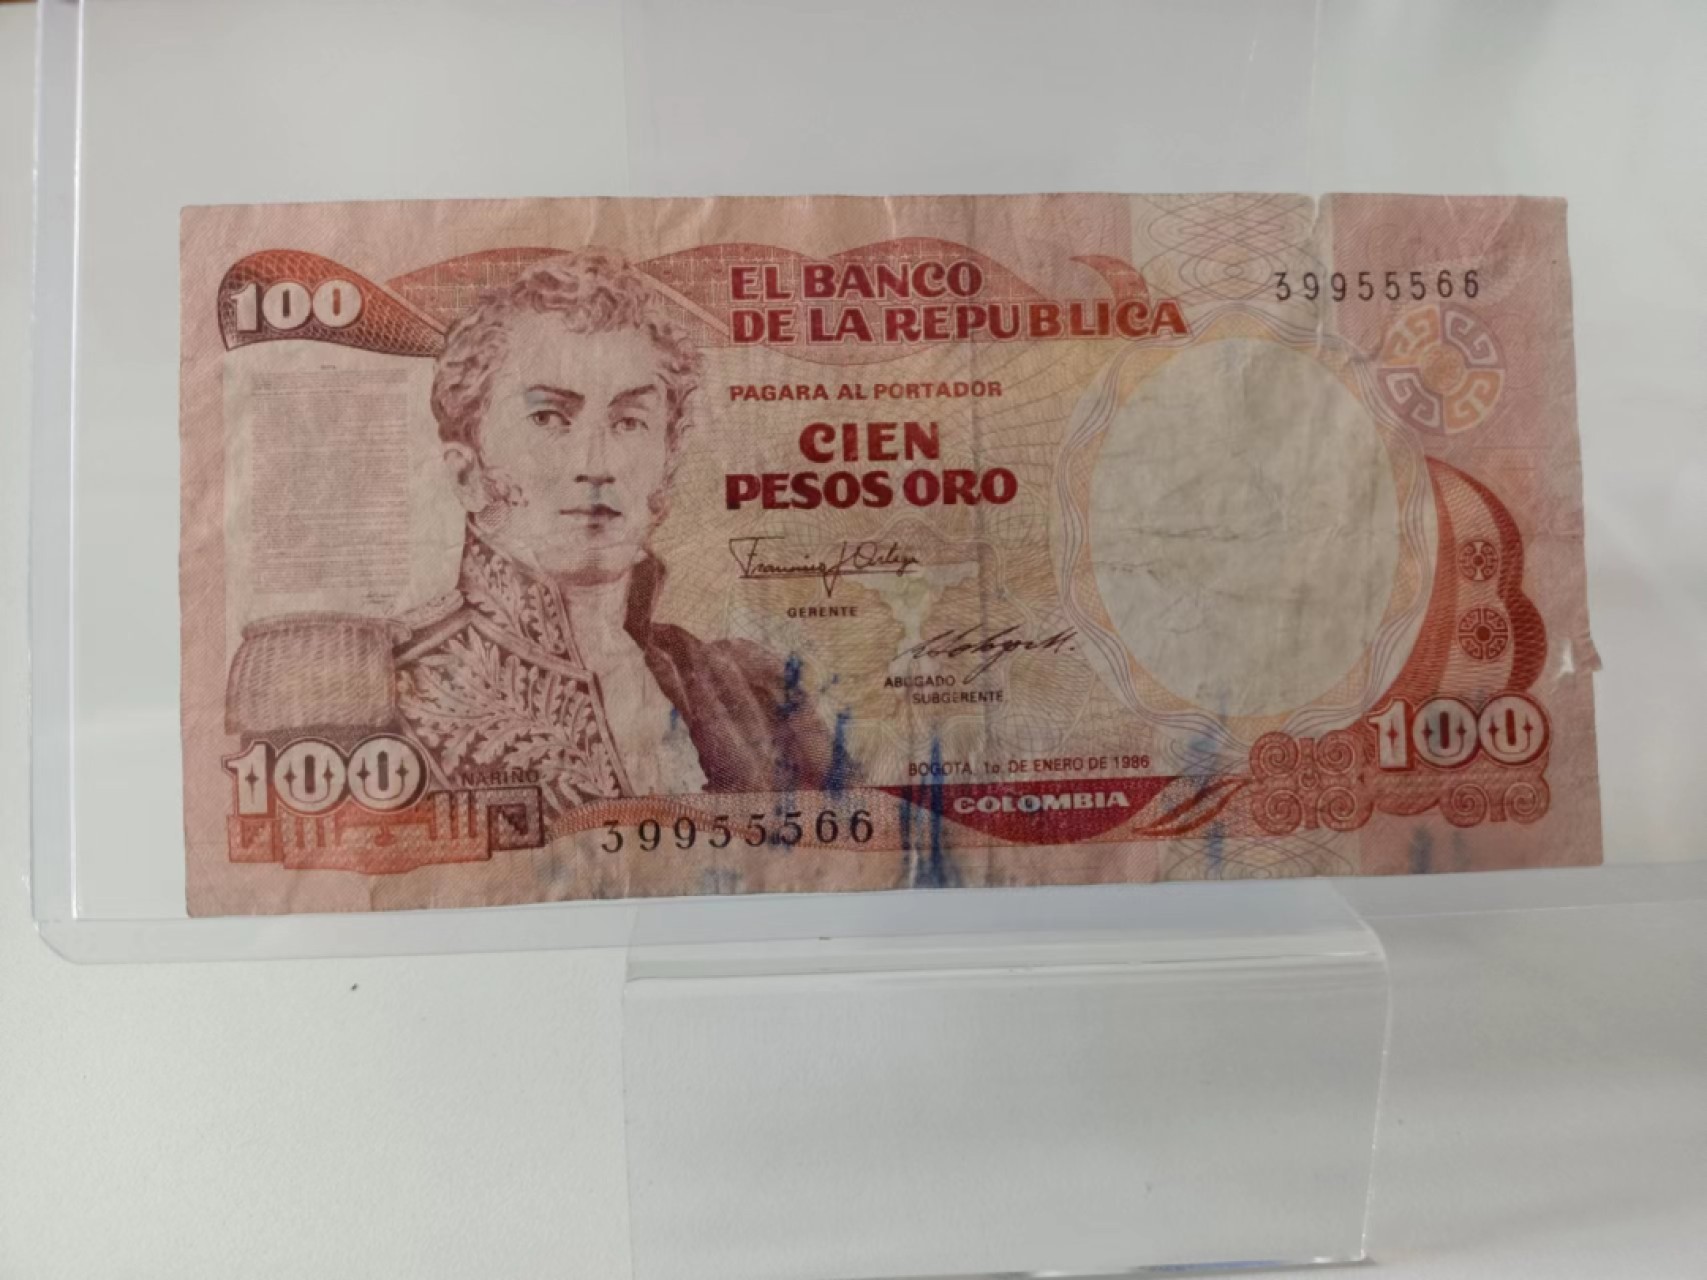 100
EL BANCO
DE LA REPUBLICA
39955566
PAGARA AL PORTADOR
CIEN
PESOS ORO
GERENTE
ABOGADO
SUBGERENTE
BOGOTA, 1o. DE ENERO DE 1986
COLOMBIA
100
NARIÑO
39955566
100